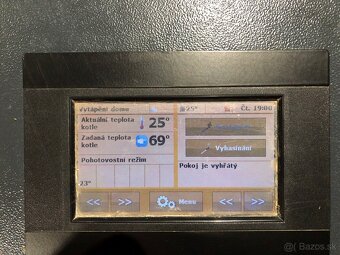 Vytápění domu
25°
Čt, 19:00
Aktuální teplota
kotle
25°
Zadaná teplota
kotle
69°
Vyhasínání
Pohotovostní režim
Pokoj je vyhřátý
23°
<< >> Menu << >>
Bazos.sk